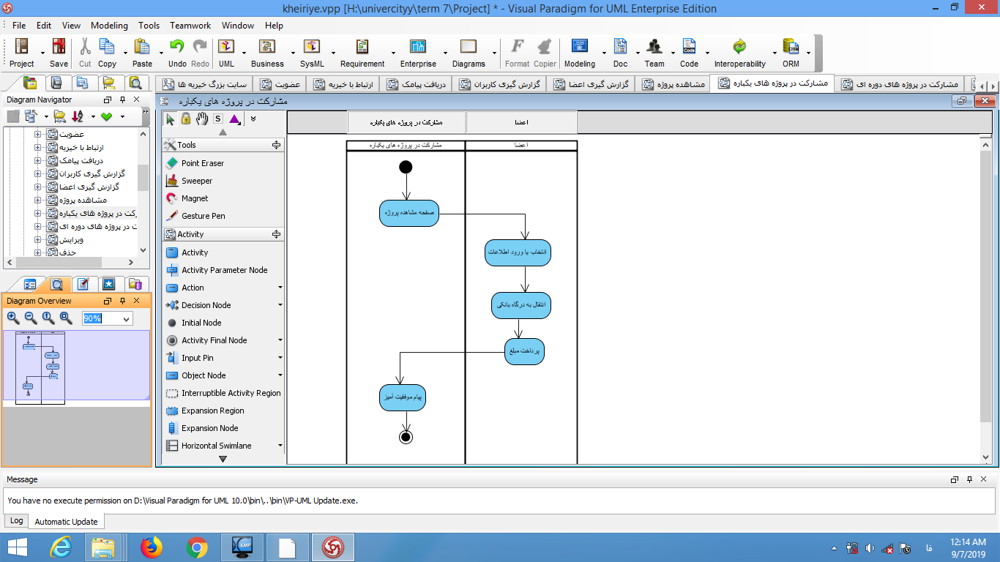 kheiriye.vpp [H:\univercityy\term 7\Project] * - Visual Paradigm for UML Enterprise Edition
File Edit View Modeling Tools Teamwork Window Help
Project Save Cut Copy Paste Undo Redo UML Business SysML Requirement Enterprise Diagrams Format Copier Modeling Doc Team Code Interoperability ORM
سایت بزرگ خیریه ها
عضویت
ارتباط با خیریه
دریافت پیامک
گزارش گیری کاربران
گزارش گیری اعضا
مشاهده پروژه
مشارکت در پروژه های یکباره
مشارکت در پروژه های دوره ای
Diagram Navigator
عضویت
ارتباط با خیریه
دریافت پیامک
گزارش گیری کاربران
گزارش گیری اعضا
مشاهده پروژه
رکت در پروژه های یکباره
ت در پروژه های دوره ای
ویرایش
حذف
Diagram Overview
90%
مشارکت در پروژه های یکباره
S
Tools
Point Eraser
Sweeper
Magnet
Gesture Pen
Activity
Activity
Activity Parameter Node
Action
Decision Node
Initial Node
Activity Final Node
Input Pin
Object Node
Interruptible Activity Region
Expansion Region
Expansion Node
Horizontal Swimlane
مشارکت در پروژه های یکباره
اعضا
مشارکت در پروژه های یکباره
اعضا
صفحه مشاهده پروژه
انتخاب یا ورود اطلاعات
انتقال به درگاه بانکی
پرداخت مبلغ
پیام موفقیت آمیز
Message
You have no execute permission on D:\Visual Paradigm for UML 10.0\bin\..\bin\VP-UML Update.exe.
Log Automatic Update
KMP
فا
12:14 AM
9/7/2019